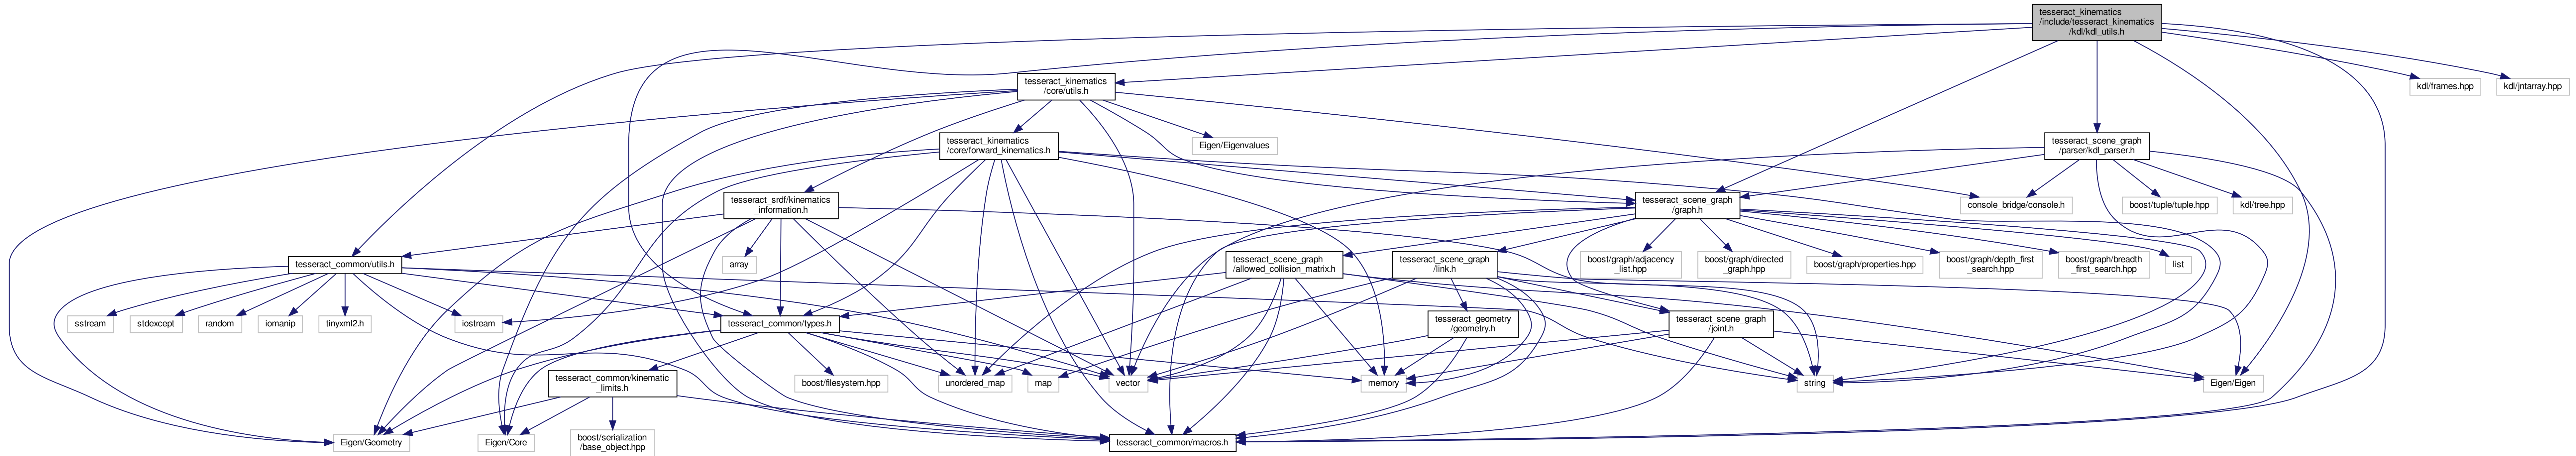 tesseract_kinematics
/include/tesseract_kinematics
/kdl/kdl_utils.h
tesseract_kinematics
/core/utils.h
kdl/frames.hpp
kdl/jntarray.hpp
tesseract_kinematics
/core/forward_kinematics.h
Eigen/Eigenvalues
tesseract_scene_graph
/parser/kdl_parser.h
tesseract_srdf/kinematics
_information.h
tesseract_scene_graph
/graph.h
console_bridge/console.h
boost/tuple/tuple.hpp
kdl/tree.hpp
tesseract_common/utils.h
array
tesseract_scene_graph
/allowed_collision_matrix.h
tesseract_scene_graph
/link.h
boost/graph/adjacency
_list.hpp
boost/graph/directed
_graph.hpp
boost/graph/properties.hpp
boost/graph/depth_first
_search.hpp
boost/graph/breadth
_first_search.hpp
list
sstream
stdexcept
random
iomanip
tinyxml2.h
iostream
tesseract_common/types.h
tesseract_geometry
/geometry.h
tesseract_scene_graph
/joint.h
tesseract_common/kinematic
_limits.h
boost/filesystem.hpp
unordered_map
map
vector
memory
string
Eigen/Eigen
Eigen/Geometry
Eigen/Core
boost/serialization
/base_object.hpp
tesseract_common/macros.h